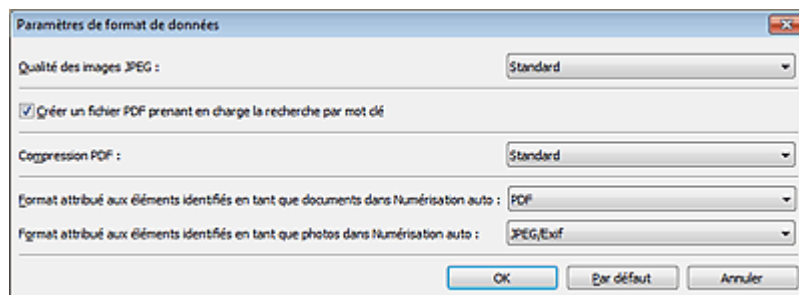 Paramètres de format de données
Qualité des images JPEG : Standard
Créer un fichier PDF prenant en charge la recherche par mot clé
Compression PDF : Standard
Format attribué aux éléments identifiés en tant que documents dans Numérisation auto : PDF
Format attribué aux éléments identifiés en tant que photos dans Numérisation auto : JPEG/Exif
OK Par défaut Annuler